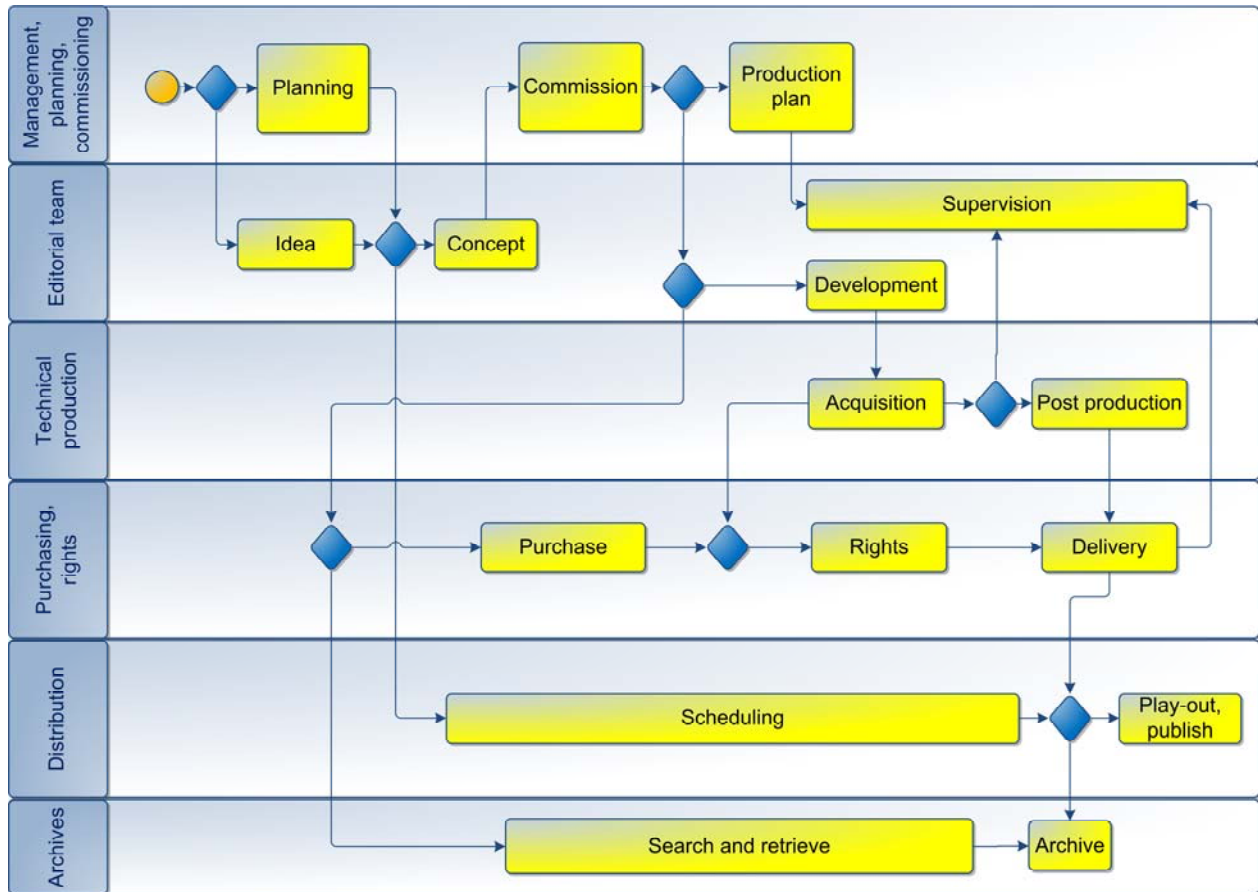 Management,
planning,
commissioning
Planning
Commission
Production
plan
Editorial team
Idea
Concept
Supervision
Development
Technical
production
Acquisition
Post production
Purchasing,
rights
Purchase
Rights
Delivery
Distribution
Scheduling
Play-out,
publish
Archives
Search and retrieve
Archive